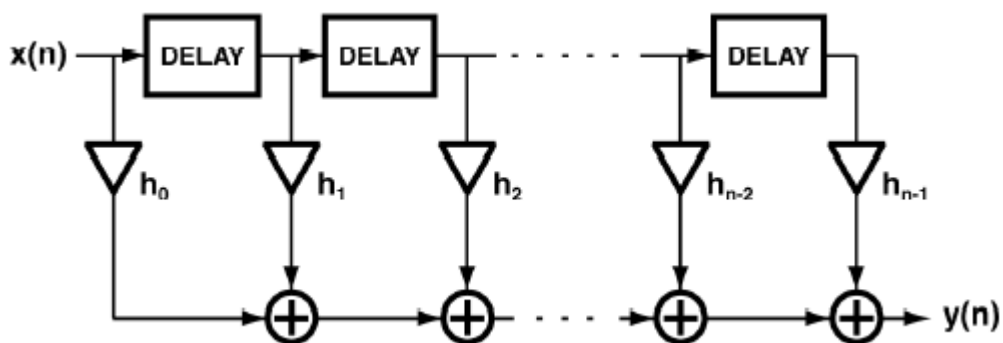 x(n) DELAY DELAY DELAY
h₀ h₁ h₂ hₙ₋₂ hₙ₋₁
y(n)